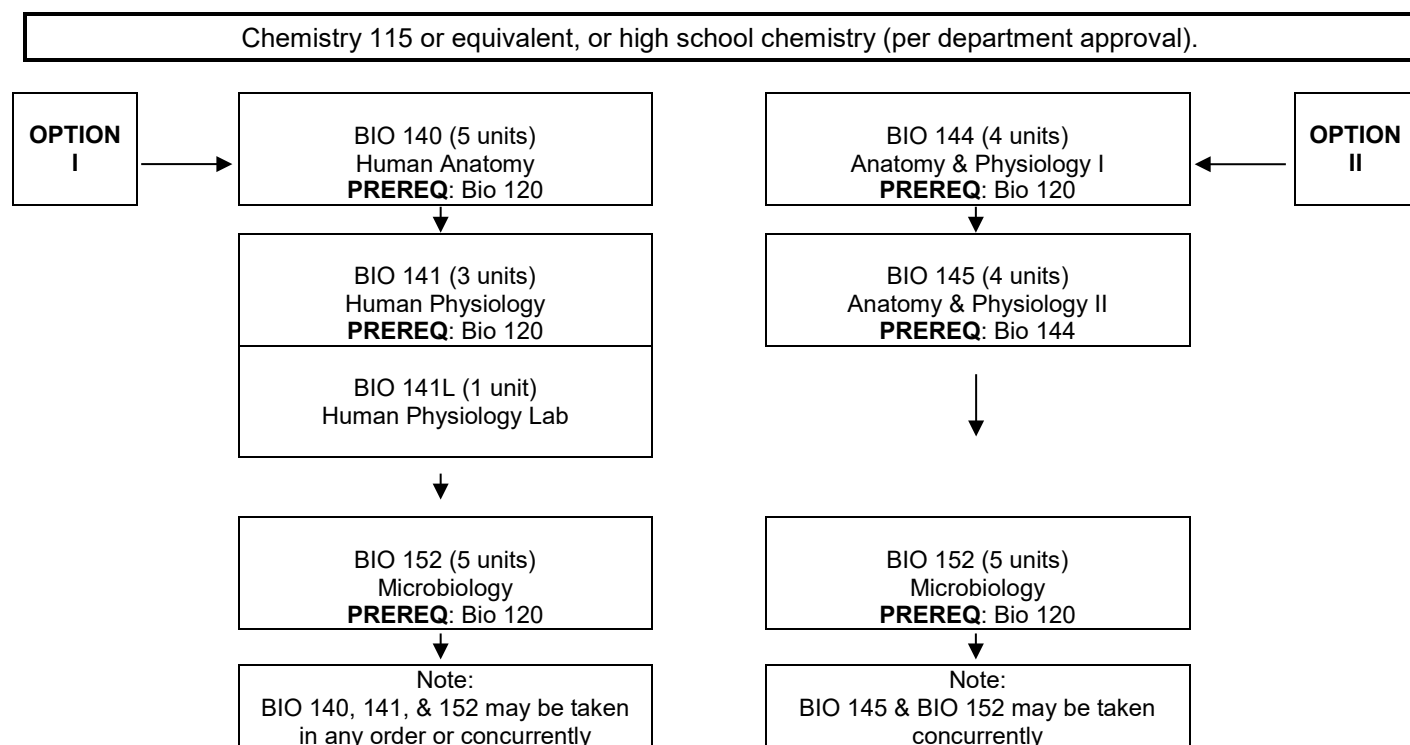 Chemistry 115 or equivalent, or high school chemistry (per department approval).
OPTION
I
BIO 140 (5 units)
Human Anatomy
PREREQ: Bio 120
BIO 144 (4 units)
Anatomy & Physiology I
PREREQ: Bio 120
OPTION
II
BIO 141 (3 units)
Human Physiology
PREREQ: Bio 120
BIO 145 (4 units)
Anatomy & Physiology II
PREREQ: Bio 144
BIO 141L (1 unit)
Human Physiology Lab
BIO 152 (5 units)
Microbiology
PREREQ: Bio 120
BIO 152 (5 units)
Microbiology
PREREQ: Bio 120
Note:
BIO 140, 141, & 152 may be taken
in any order or concurrently
Note:
BIO 145 & BIO 152 may be taken
concurrently